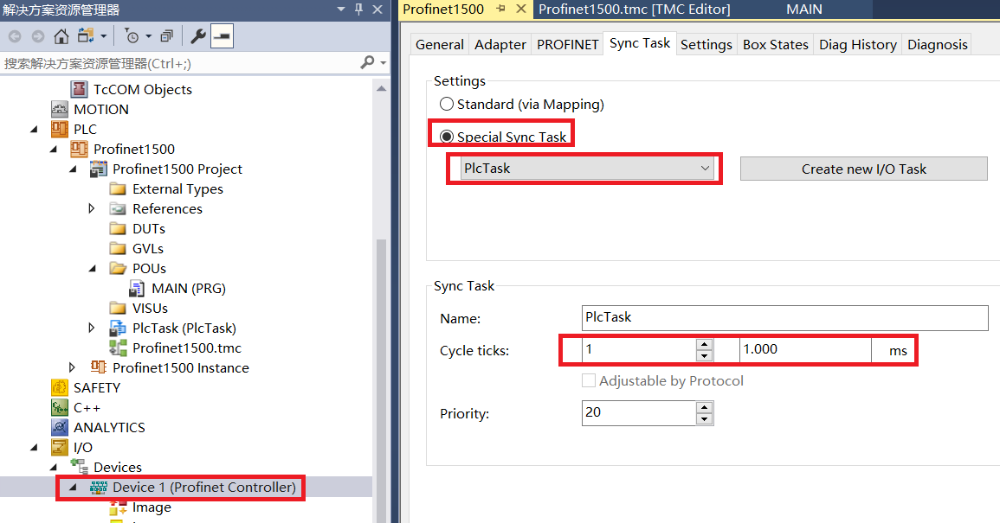 解决方案资源管理器
搜索解决方案资源管理器(Ctrl+;)
TcCOM Objects
MOTION
PLC
Profinet1500
Profinet1500 Project
External Types
References
DUTs
GVLs
POUs
MAIN (PRG)
VISUs
PlcTask (PlcTask)
Profinet1500.tmc
Profinet1500 Instance
SAFETY
C++
ANALYTICS
I/O
Devices
Device 1 (Profinet Controller)
Image
Profinet1500 Profinet1500.tmc [TMC Editor] MAIN
General Adapter PROFINET Sync Task Settings Box States Diag History Diagnosis
Settings
Standard (via Mapping)
Special Sync Task
PlcTask Create new I/O Task
Sync Task
Name: PlcTask
Cycle ticks: 1 1.000 ms
Adjustable by Protocol
Priority: 20